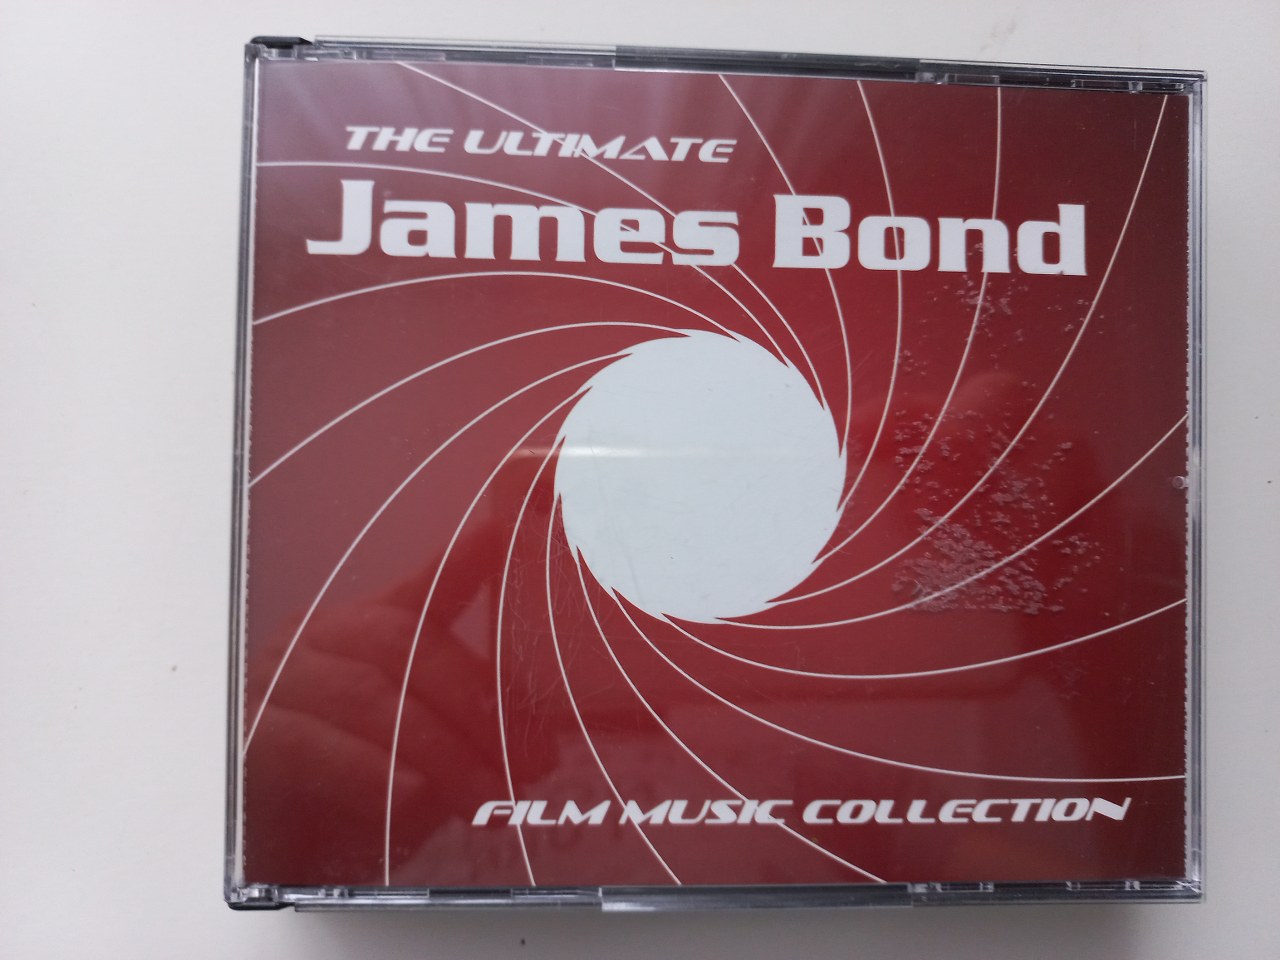 THE ULTIMATE
James Bond
FILM MUSIC COLLECTION